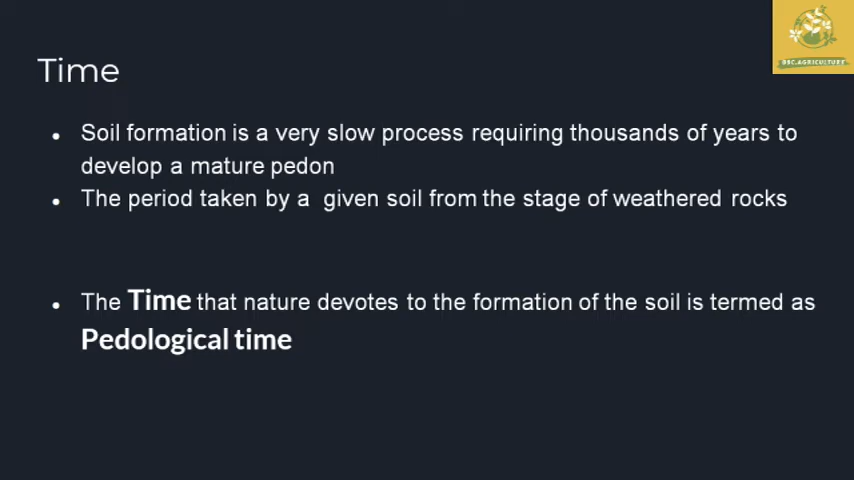 BSC.AGRICULTURE
Time
• Soil formation is a very slow process requiring thousands of years to
develop a mature pedon
• The period taken by a given soil from the stage of weathered rocks
• The Time that nature devotes to the formation of the soil is termed as
Pedological time